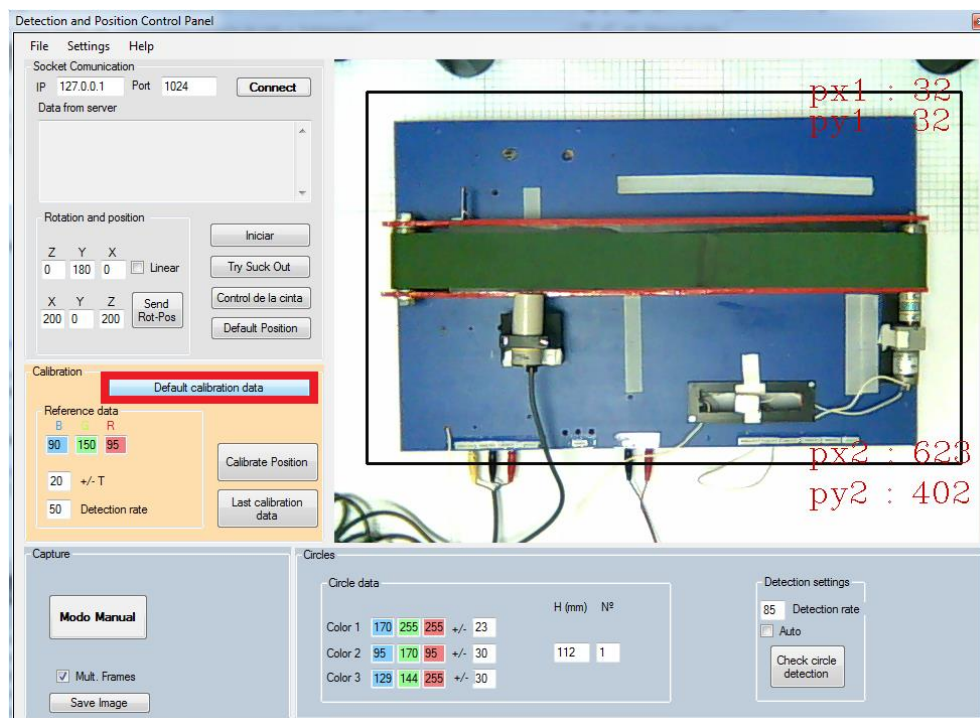 Detection and Position Control Panel
File Settings Help
Socket Comunication
IP 127.0.0.1 Port 1024 Connect
Data from server
Rotation and position
Z Y X
0 180 0 Linear
X Y Z
200 0 200 Send Rot-Pos
Iniciar
Try Suck Out
Control de la cinta
Default Position
Calibration
Default calibration data
Reference data
B G R
90 150 95
20 +/- T
50 Detection rate
Calibrate Position
Last calibration
data
px1 : 32
py1 : 32
px2 : 623
py2 : 402
Capture
Modo Manual
Mult. Frames
Save Image
Circles
Circle data
H (mm) Nº
Color 1 170 255 255 +/- 23
Color 2 95 170 95 +/- 30 112 1
Color 3 129 144 255 +/- 30
Detection settings
85 Detection rate
Auto
Check circle
detection